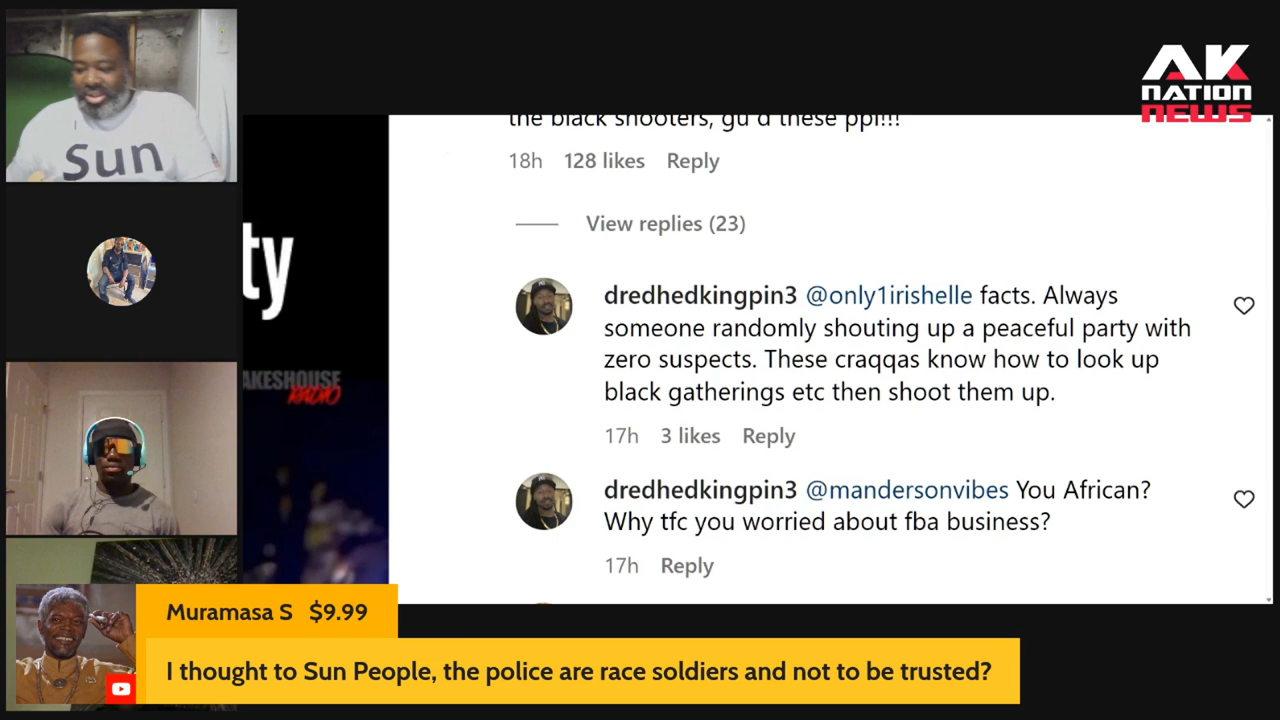 AK
NATION
NEWS
Sun
the black shooters, gu d these ppl!!!
18h 128 likes Reply
View replies (23)
ty
dredhedkingpin3 @only1irishelle facts. Always
someone randomly shouting up a peaceful party with
zero suspects. These craqqas know how to look up
black gatherings etc then shoot them up.
17h 3 likes Reply
AKESHOUSE
RADIO
dredhedkingpin3 @mandersonvibes You African?
Why tfc you worried about fba business?
17h Reply
Muramasa S $9.99
I thought to Sun People, the police are race soldiers and not to be trusted?